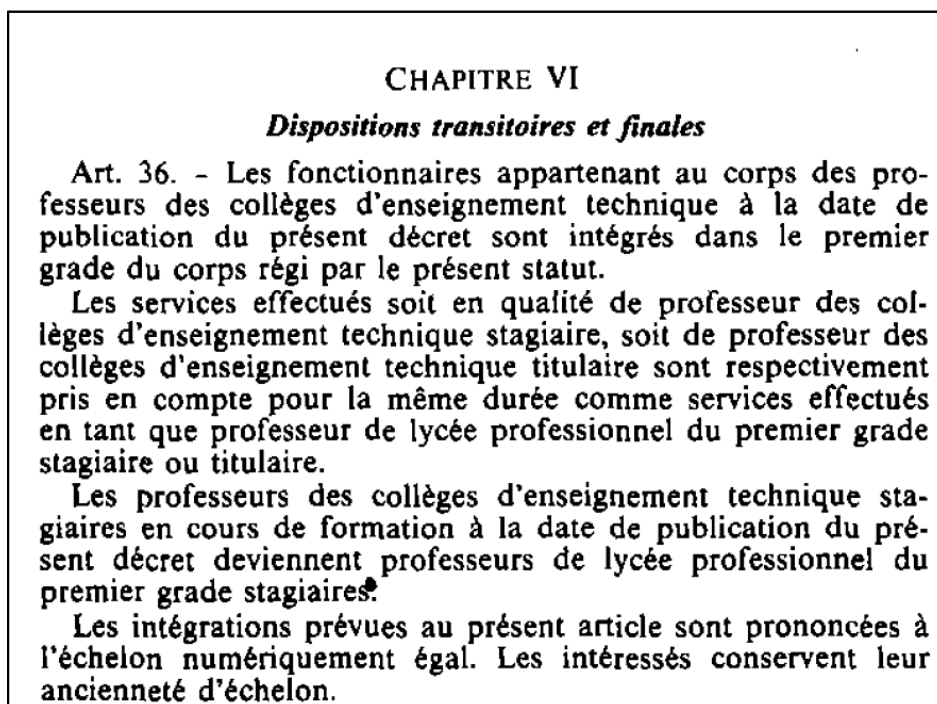 CHAPITRE VI
Dispositions transitoires et finales
Art. 36. - Les fonctionnaires appartenant au corps des pro-
fesseurs des collèges d'enseignement technique à la date de
publication du présent décret sont intégrés dans le premier
grade du corps régi par le présent statut.
Les services effectués soit en qualité de professeur des col-
lèges d'enseignement technique stagiaire, soit de professeur des
collèges d'enseignement technique titulaire sont respectivement
pris en compte pour la même durée comme services effectués
en tant que professeur de lycée professionnel du premier grade
stagiaire ou titulaire.
Les professeurs des collèges d'enseignement technique sta-
giaires en cours de formation à la date de publication du pré-
sent décret deviennent professeurs de lycée professionnel du
premier grade stagiaires.
Les intégrations prévues au présent article sont prononcées à
l'échelon numériquement égal. Les intéressés conservent leur
ancienneté d'échelon.